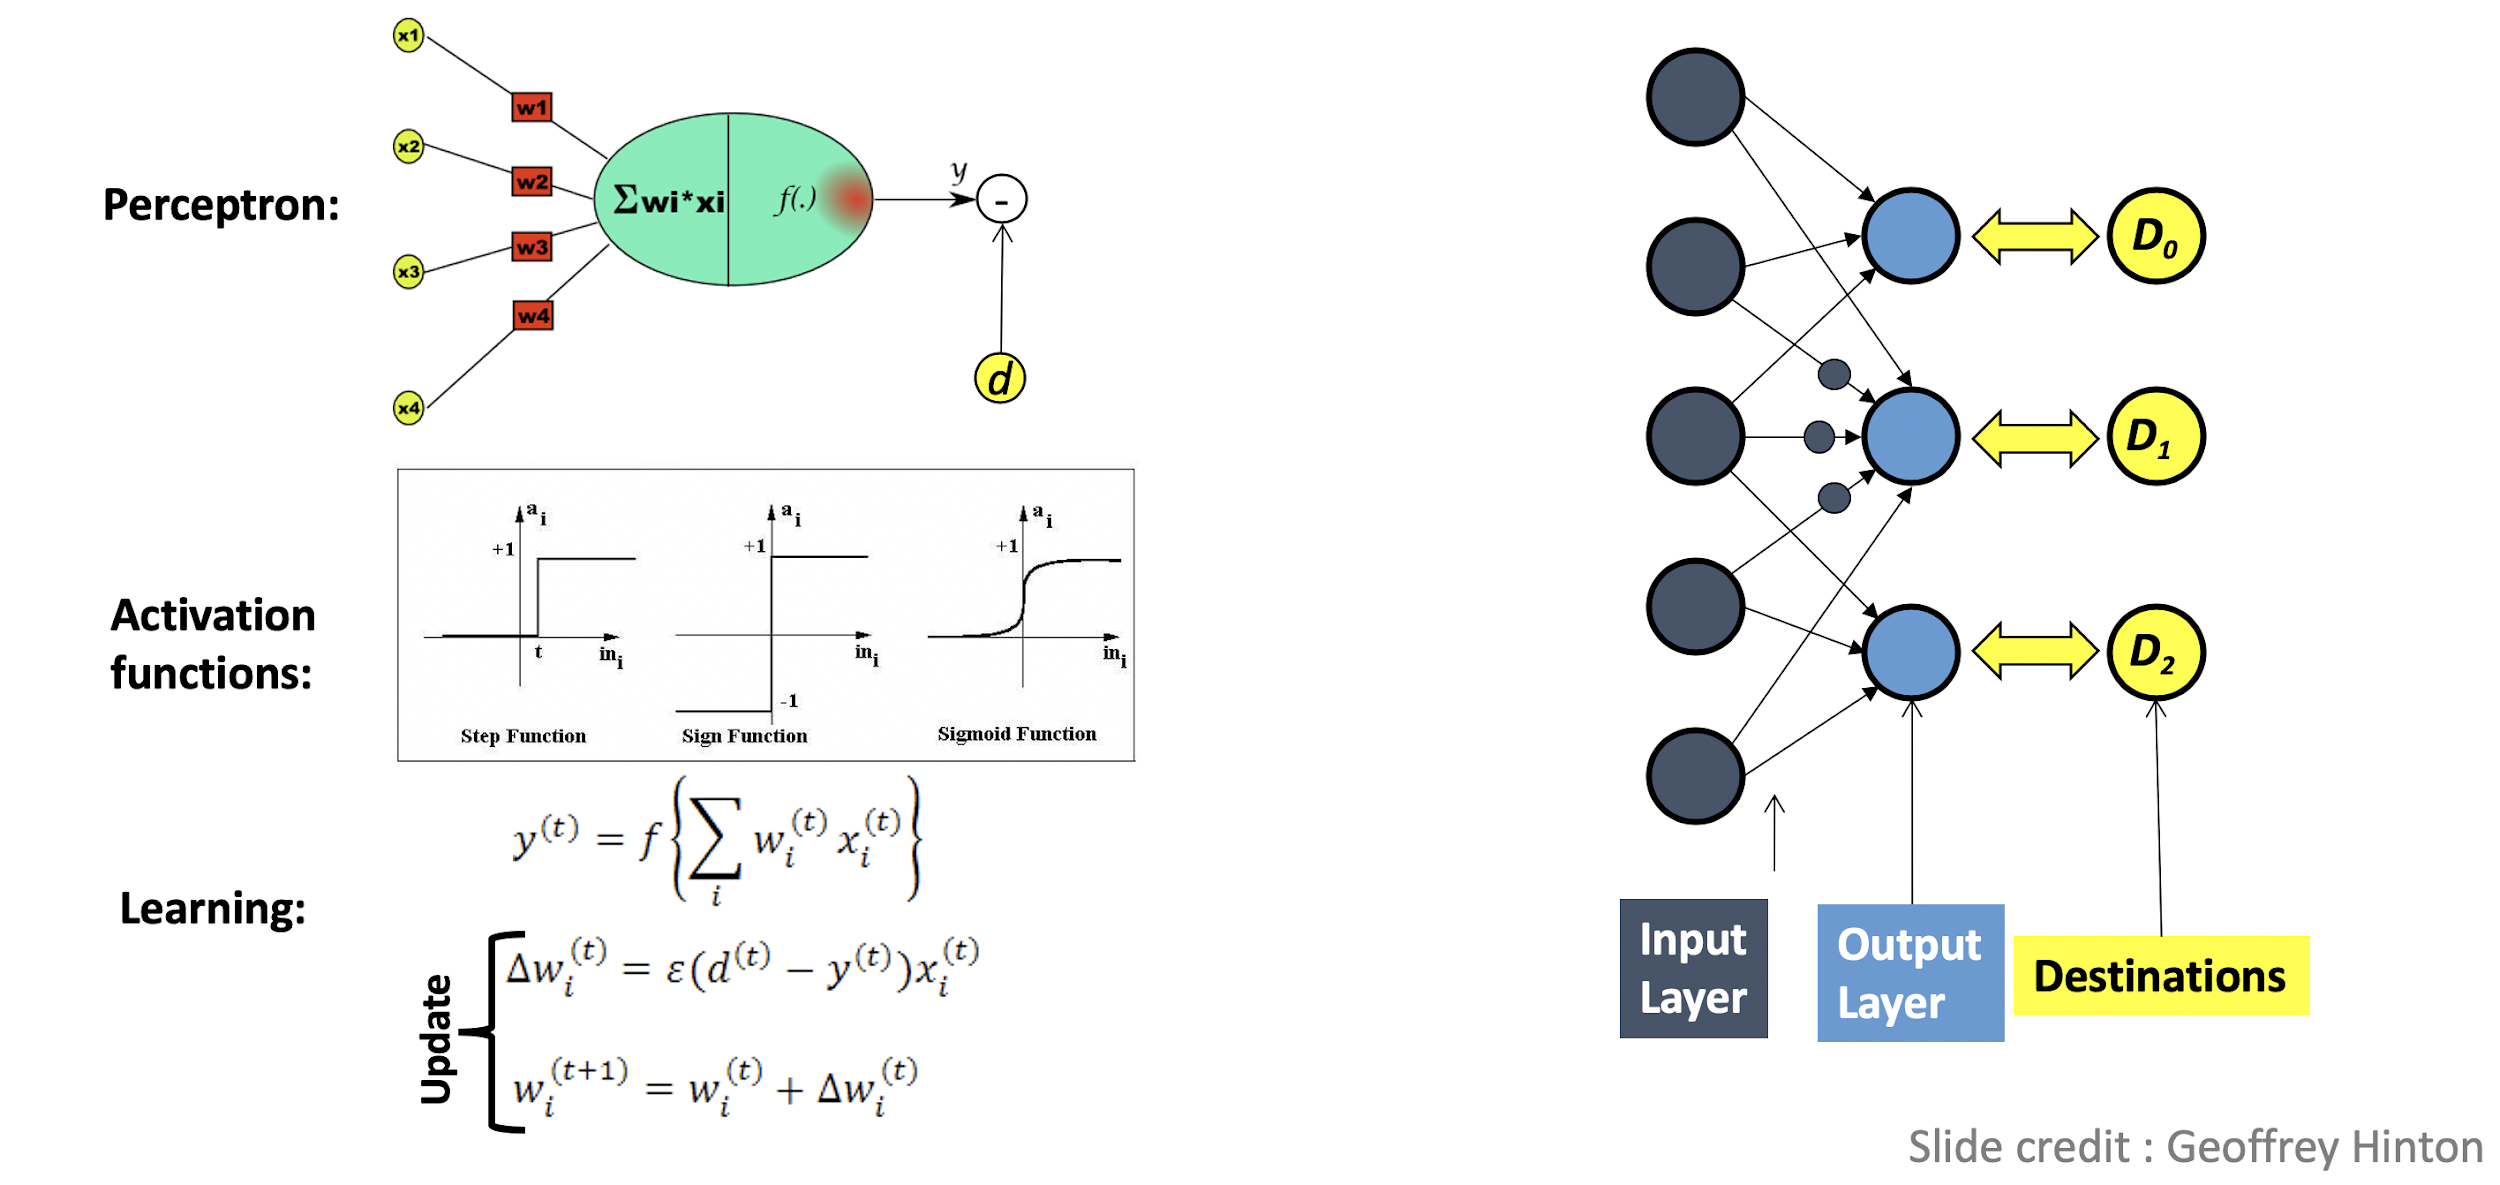 Perceptron:
x1
x2
x3
x4
w1
w2
w3
w4
Σwi*xi
f(.)
y
-
d
Activation
functions:
a i
+1
t
in i
Step Function
a i
+1
-1
in i
Sign Function
a i
+1
in i
Sigmoid Function
Learning:
y^(t) = f{∑_i w_i^(t) x_i^(t)}
Update
Δw_i^(t) = ε(d^(t) − y^(t))x_i^(t)
w_i^(t+1) = w_i^(t) + Δw_i^(t)
D0
D1
D2
Input
Layer
Output
Layer
Destinations
Slide credit : Geoffrey Hinton